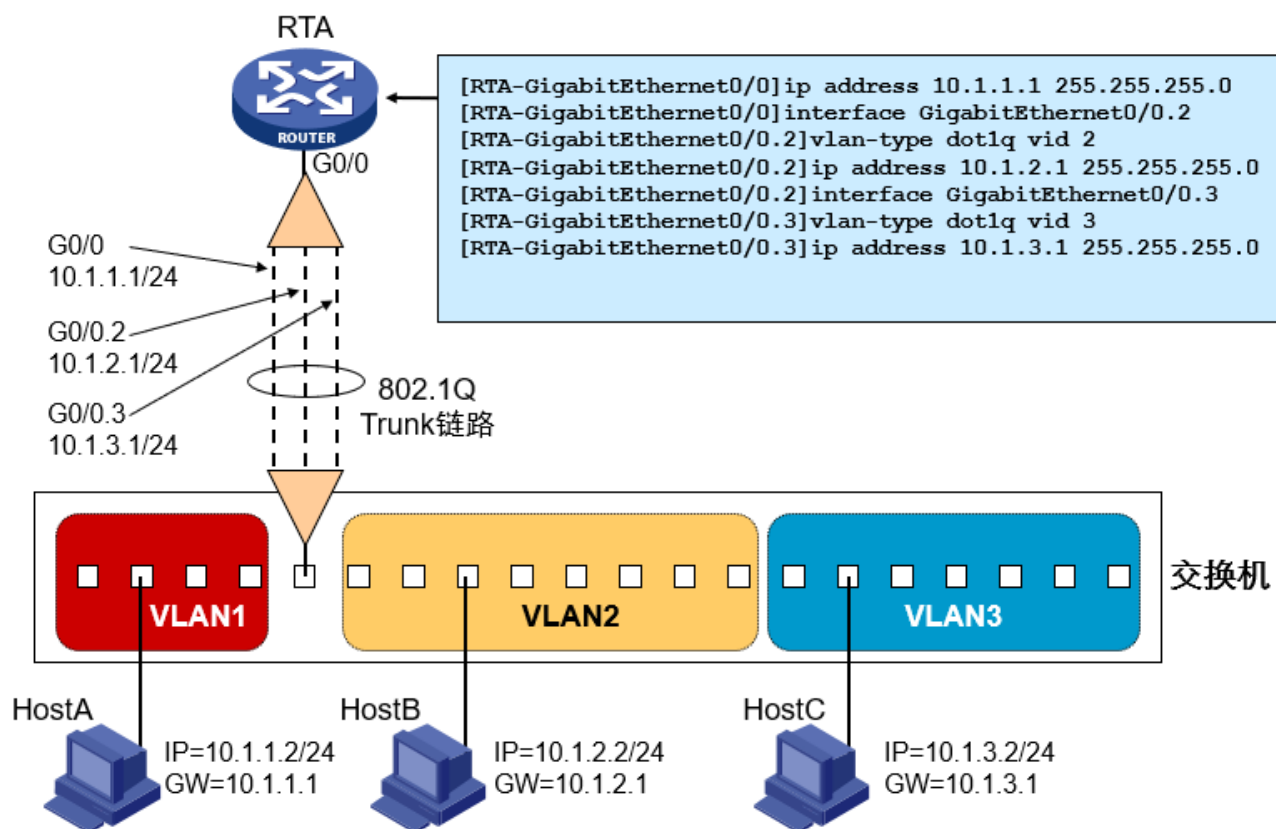 RTA
ROUTER
G0/0
[RTA-GigabitEthernet0/0]ip address 10.1.1.1 255.255.255.0
[RTA-GigabitEthernet0/0]interface GigabitEthernet0/0.2
[RTA-GigabitEthernet0/0.2]vlan-type dot1q vid 2
[RTA-GigabitEthernet0/0.2]ip address 10.1.2.1 255.255.255.0
[RTA-GigabitEthernet0/0.2]interface GigabitEthernet0/0.3
[RTA-GigabitEthernet0/0.3]vlan-type dot1q vid 3
[RTA-GigabitEthernet0/0.3]ip address 10.1.3.1 255.255.255.0
G0/0
10.1.1.1/24
G0/0.2
10.1.2.1/24
G0/0.3
10.1.3.1/24
802.1Q
Trunk链路
VLAN1
VLAN2
VLAN3
交换机
HostA
IP=10.1.1.2/24
GW=10.1.1.1
HostB
IP=10.1.2.2/24
GW=10.1.2.1
HostC
IP=10.1.3.2/24
GW=10.1.3.1